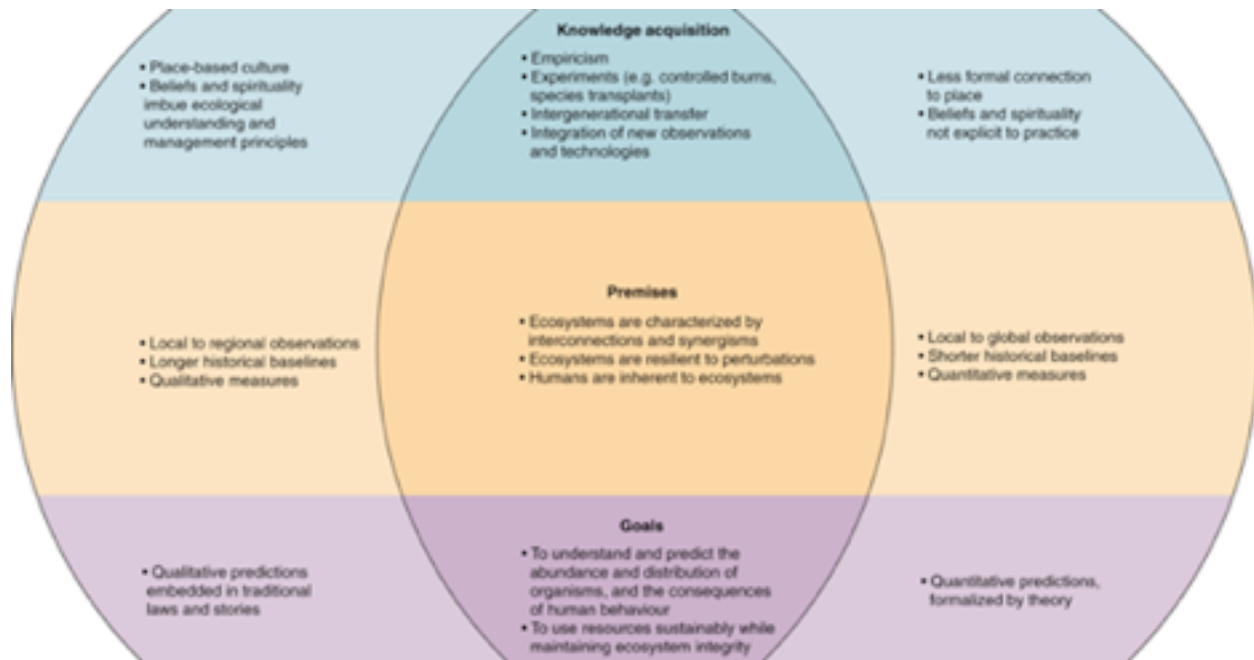 • Place-based culture
• Beliefs and spirituality
imbue ecological
understanding and
management principles
Knowledge acquisition
• Empiricism
• Experiments (e.g. controlled burns,
species transplants)
• Intergenerational transfer
• Integration of new observations
and technologies
• Less formal connection
to place
• Beliefs and spirituality
not explicit to practice
• Local to regional observations
• Longer historical baselines
• Qualitative measures
Premises
• Ecosystems are characterized by
interconnections and synergisms
• Ecosystems are resilient to perturbations
• Humans are inherent to ecosystems
• Local to global observations
• Shorter historical baselines
• Quantitative measures
• Qualitative predictions
embedded in traditional
laws and stories
Goals
• To understand and predict the
abundance and distribution of
organisms, and the consequences
of human behaviour
• To use resources sustainably while
maintaining ecosystem integrity
• Quantitative predictions,
formalized by theory